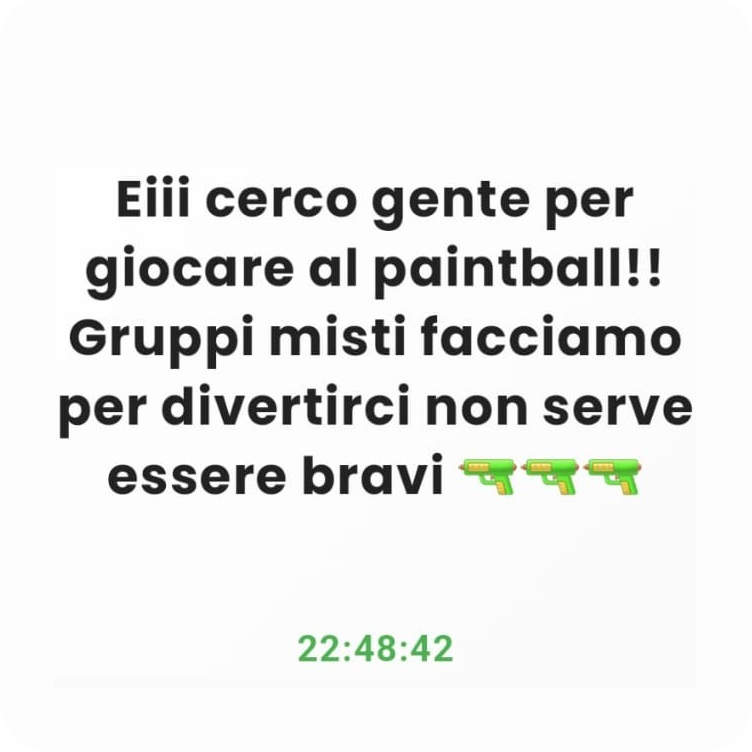 Eiii cerco gente per
giocare al paintball!!
Gruppi misti facciamo
per divertirci non serve
essere bravi 🔫🔫🔫
22:48:42